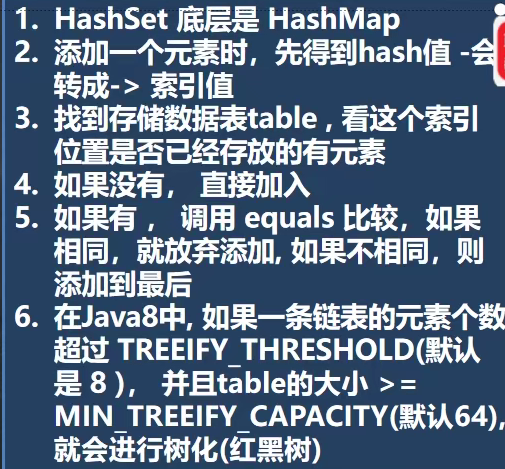 1. HashSet 底层是 HashMap
2. 添加一个元素时，先得到hash值 -会
转成-> 索引值
3. 找到存储数据表table , 看这个索引
位置是否已经存放的有元素
4. 如果没有， 直接加入
5. 如果有 ， 调用 equals 比较，如果
相同，就放弃添加, 如果不相同，则
添加到最后
6. 在Java8中, 如果一条链表的元素个数
超过 TREEIFY_THRESHOLD(默认
是 8 )， 并且table的大小 >=
MIN_TREEIFY_CAPACITY(默认64),
就会进行树化(红黑树)